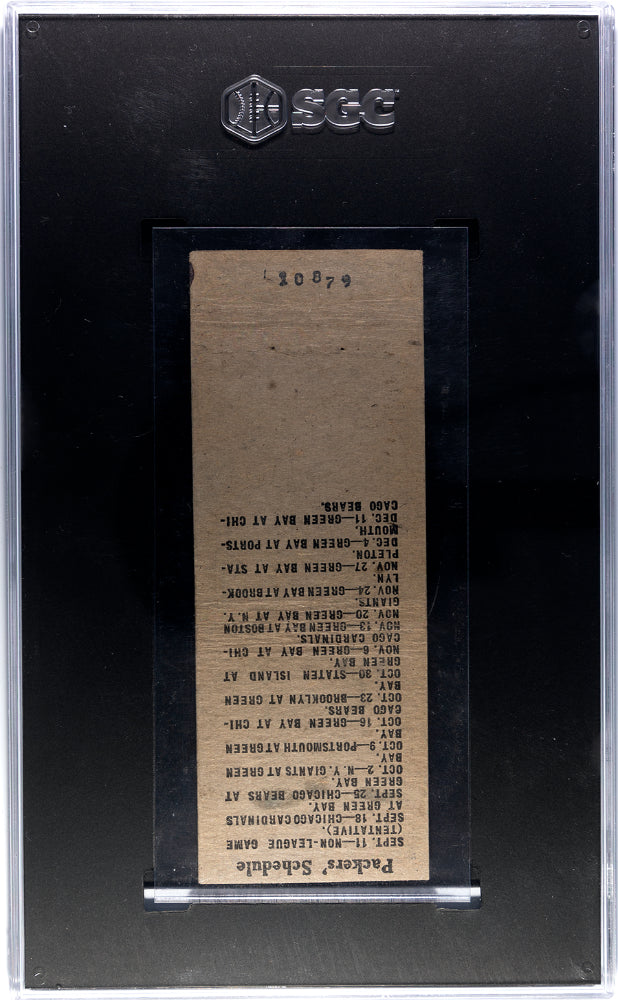 SGC
20879
Packers' Schedule
SEPT. 11—NON-LEAGUE GAME
(TENTATIVE).
SEPT. 18—CHICAGO CARDINALS
AT GREEN BAY.
SEPT. 25—CHICAGO BEARS AT
GREEN BAY.
OCT. 2—N. Y. GIANTS AT GREEN
BAY.
OCT. 9—PORTSMOUTH AT GREEN
BAY.
OCT. 16—GREEN BAY AT CHI-
CAGO BEARS.
OCT. 23—BROOKLYN AT GREEN
BAY.
OCT. 30—STATEN ISLAND AT
GREEN BAY.
NOV. 6—GREEN BAY AT CHI-
CAGO CARDINALS.
NOV. 13—GREEN BAY AT BOSTON
NOV. 20—GREEN BAY AT N. Y.
GIANTS.
NOV. 24—GREEN BAY AT BROOK-
LYN.
NOV. 27—GREEN BAY AT STA-
PLETON.
DEC. 4—GREEN BAY AT PORTS-
MOUTH.
DEC. 11—GREEN BAY AT CHI-
CAGO BEARS.